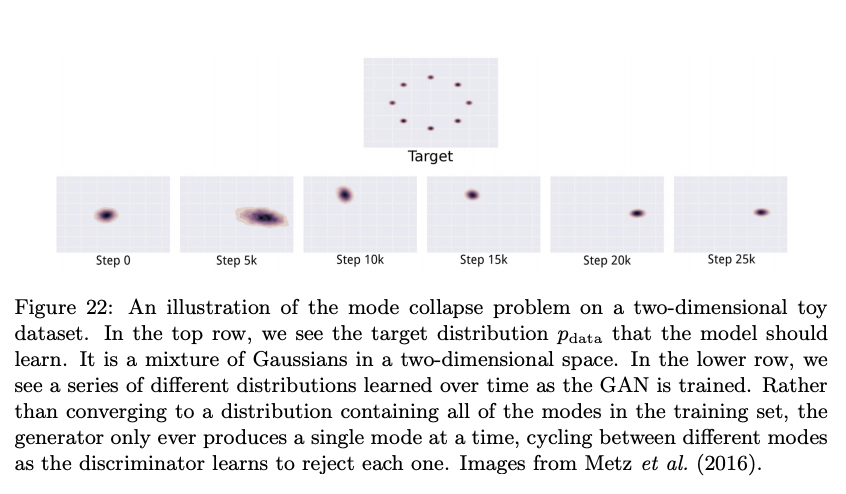 Target
Step 0 Step 5k Step 10k Step 15k Step 20k Step 25k
Figure 22: An illustration of the mode collapse problem on a two-dimensional toy
dataset. In the top row, we see the target distribution pdata that the model should
learn. It is a mixture of Gaussians in a two-dimensional space. In the lower row, we
see a series of different distributions learned over time as the GAN is trained. Rather
than converging to a distribution containing all of the modes in the training set, the
generator only ever produces a single mode at a time, cycling between different modes
as the discriminator learns to reject each one. Images from Metz et al. (2016).